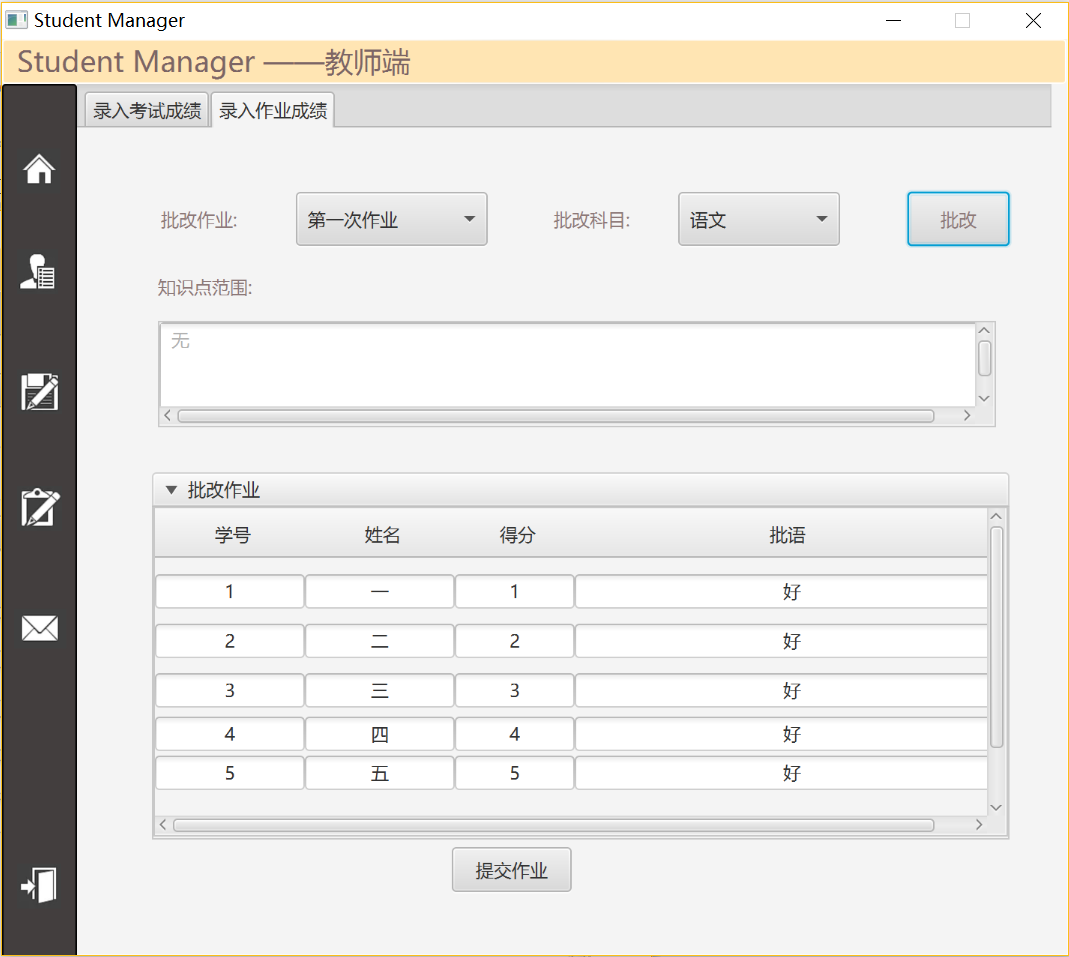 Student Manager
Student Manager ——教师端
录入考试成绩 录入作业成绩
批改作业: 第一次作业 批改科目: 语文 批改
知识点范围:
无
批改作业
学号 姓名 得分 批语
1 一 1 好
2 二 2 好
3 三 3 好
4 四 4 好
5 五 5 好
提交作业